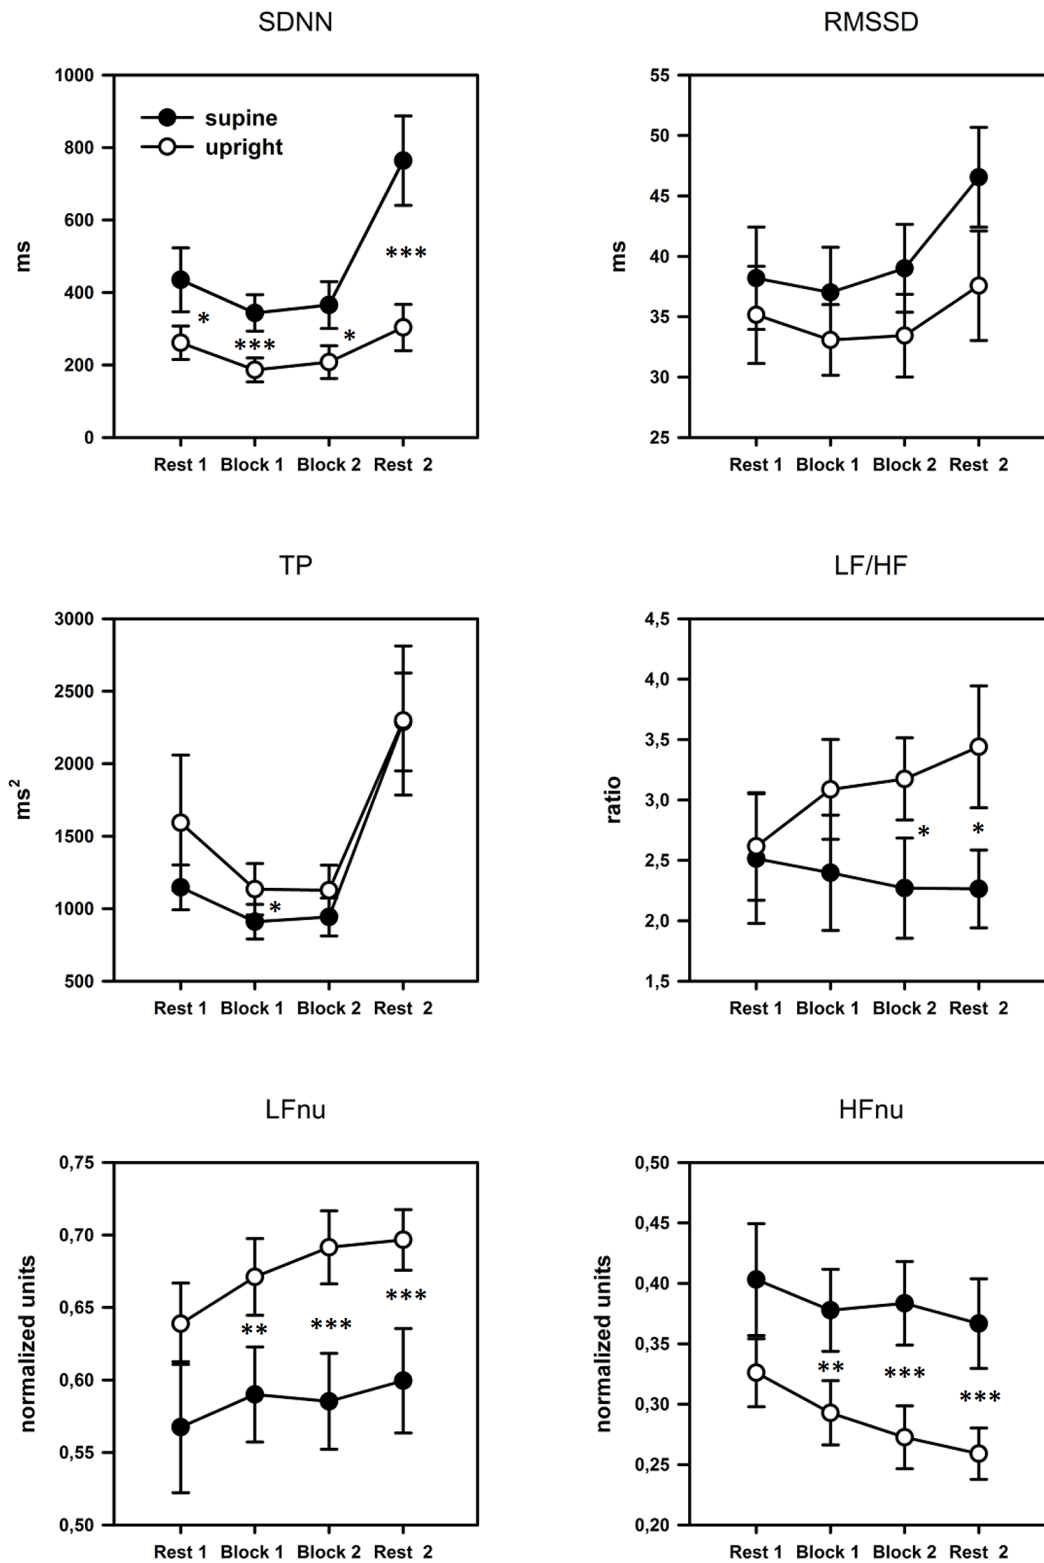 SDNN
1000
800
600
400
200
0
ms
supine
upright
*
***
*
***
Rest 1 Block 1 Block 2 Rest 2
RMSSD
55
50
45
40
35
30
25
ms
Rest 1 Block 1 Block 2 Rest 2
TP
3000
2500
2000
1500
1000
500
ms2
*
Rest 1 Block 1 Block 2 Rest 2
LF/HF
4,5
4,0
3,5
3,0
2,5
2,0
1,5
ratio
*
*
Rest 1 Block 1 Block 2 Rest 2
LFnu
0,75
0,70
0,65
0,60
0,55
0,50
normalized units
**
***
***
Rest 1 Block 1 Block 2 Rest 2
HFnu
0,50
0,45
0,40
0,35
0,30
0,25
0,20
normalized units
**
***
***
Rest 1 Block 1 Block 2 Rest 2